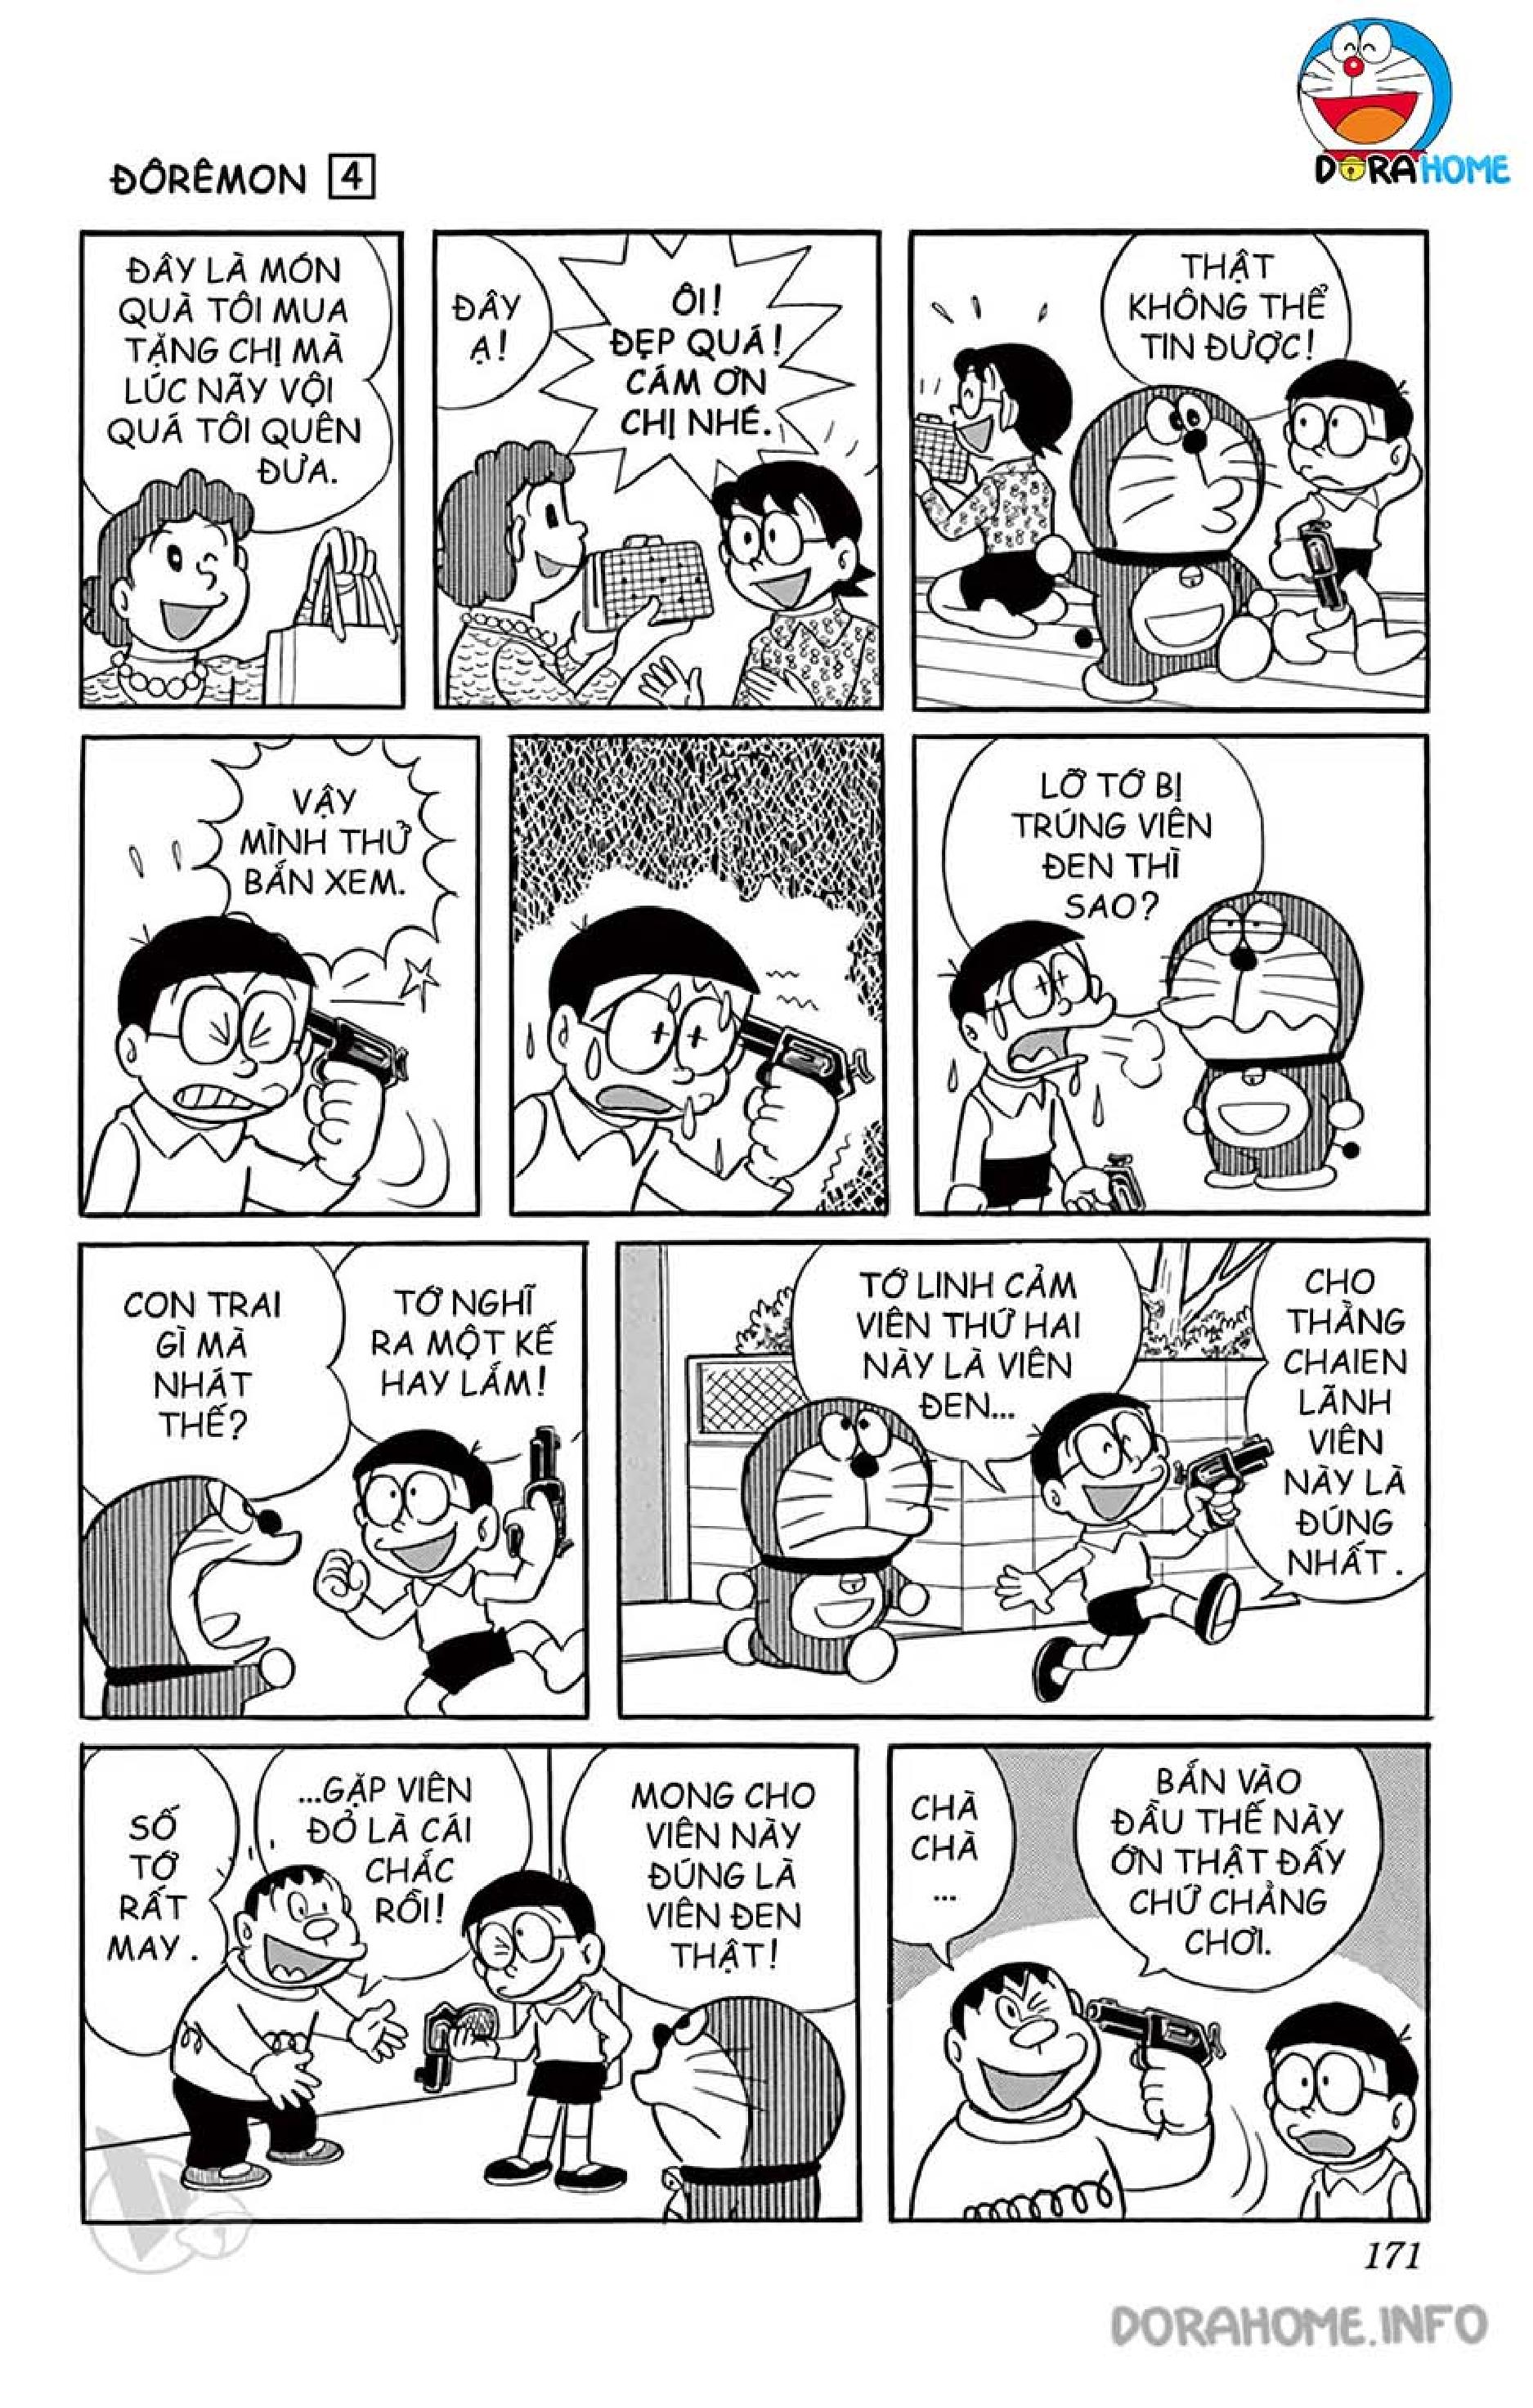 DORAHOME
ĐÔRÊMON 4
ĐÂY LÀ MÓN
QUÀ TÔI MUA
TẶNG CHỊ MÀ
LÚC NÃY VỘI
QUÁ TÔI QUÊN
ĐƯA.
ĐÂY
Ạ!
ÔI!
ĐẸP QUÁ!
CÁM ƠN
CHỊ NHÉ.
THẬT
KHÔNG THỂ
TIN ĐƯỢC!
VẬY
MÌNH THỬ
BẮN XEM.
LỠ TỚ BỊ
TRÚNG VIÊN
ĐEN THÌ
SAO?
CON TRAI
GÌ MÀ
NHÁT
THẾ?
TỚ NGHĨ
RA MỘT KẾ
HAY LẮM!
TỚ LINH CẢM
VIÊN THỨ HAI
NÀY LÀ VIÊN
ĐEN...
CHO
THẰNG
CHAIEN
LÃNH
VIÊN
NÀY LÀ
ĐÚNG
NHẤT.
SỐ
TỚ
RẤT
MAY.
...GẶP VIÊN
ĐỎ LÀ CÁI
CHẮC
RỒI!
MONG CHO
VIÊN NÀY
ĐÚNG LÀ
VIÊN ĐEN
THẬT!
CHÀ
CHÀ
...
BẮN VÀO
ĐẦU THẾ NÀY
ỚN THẬT ĐẤY
CHỨ CHẲNG
CHƠI.
171
DORAHOME.INFO